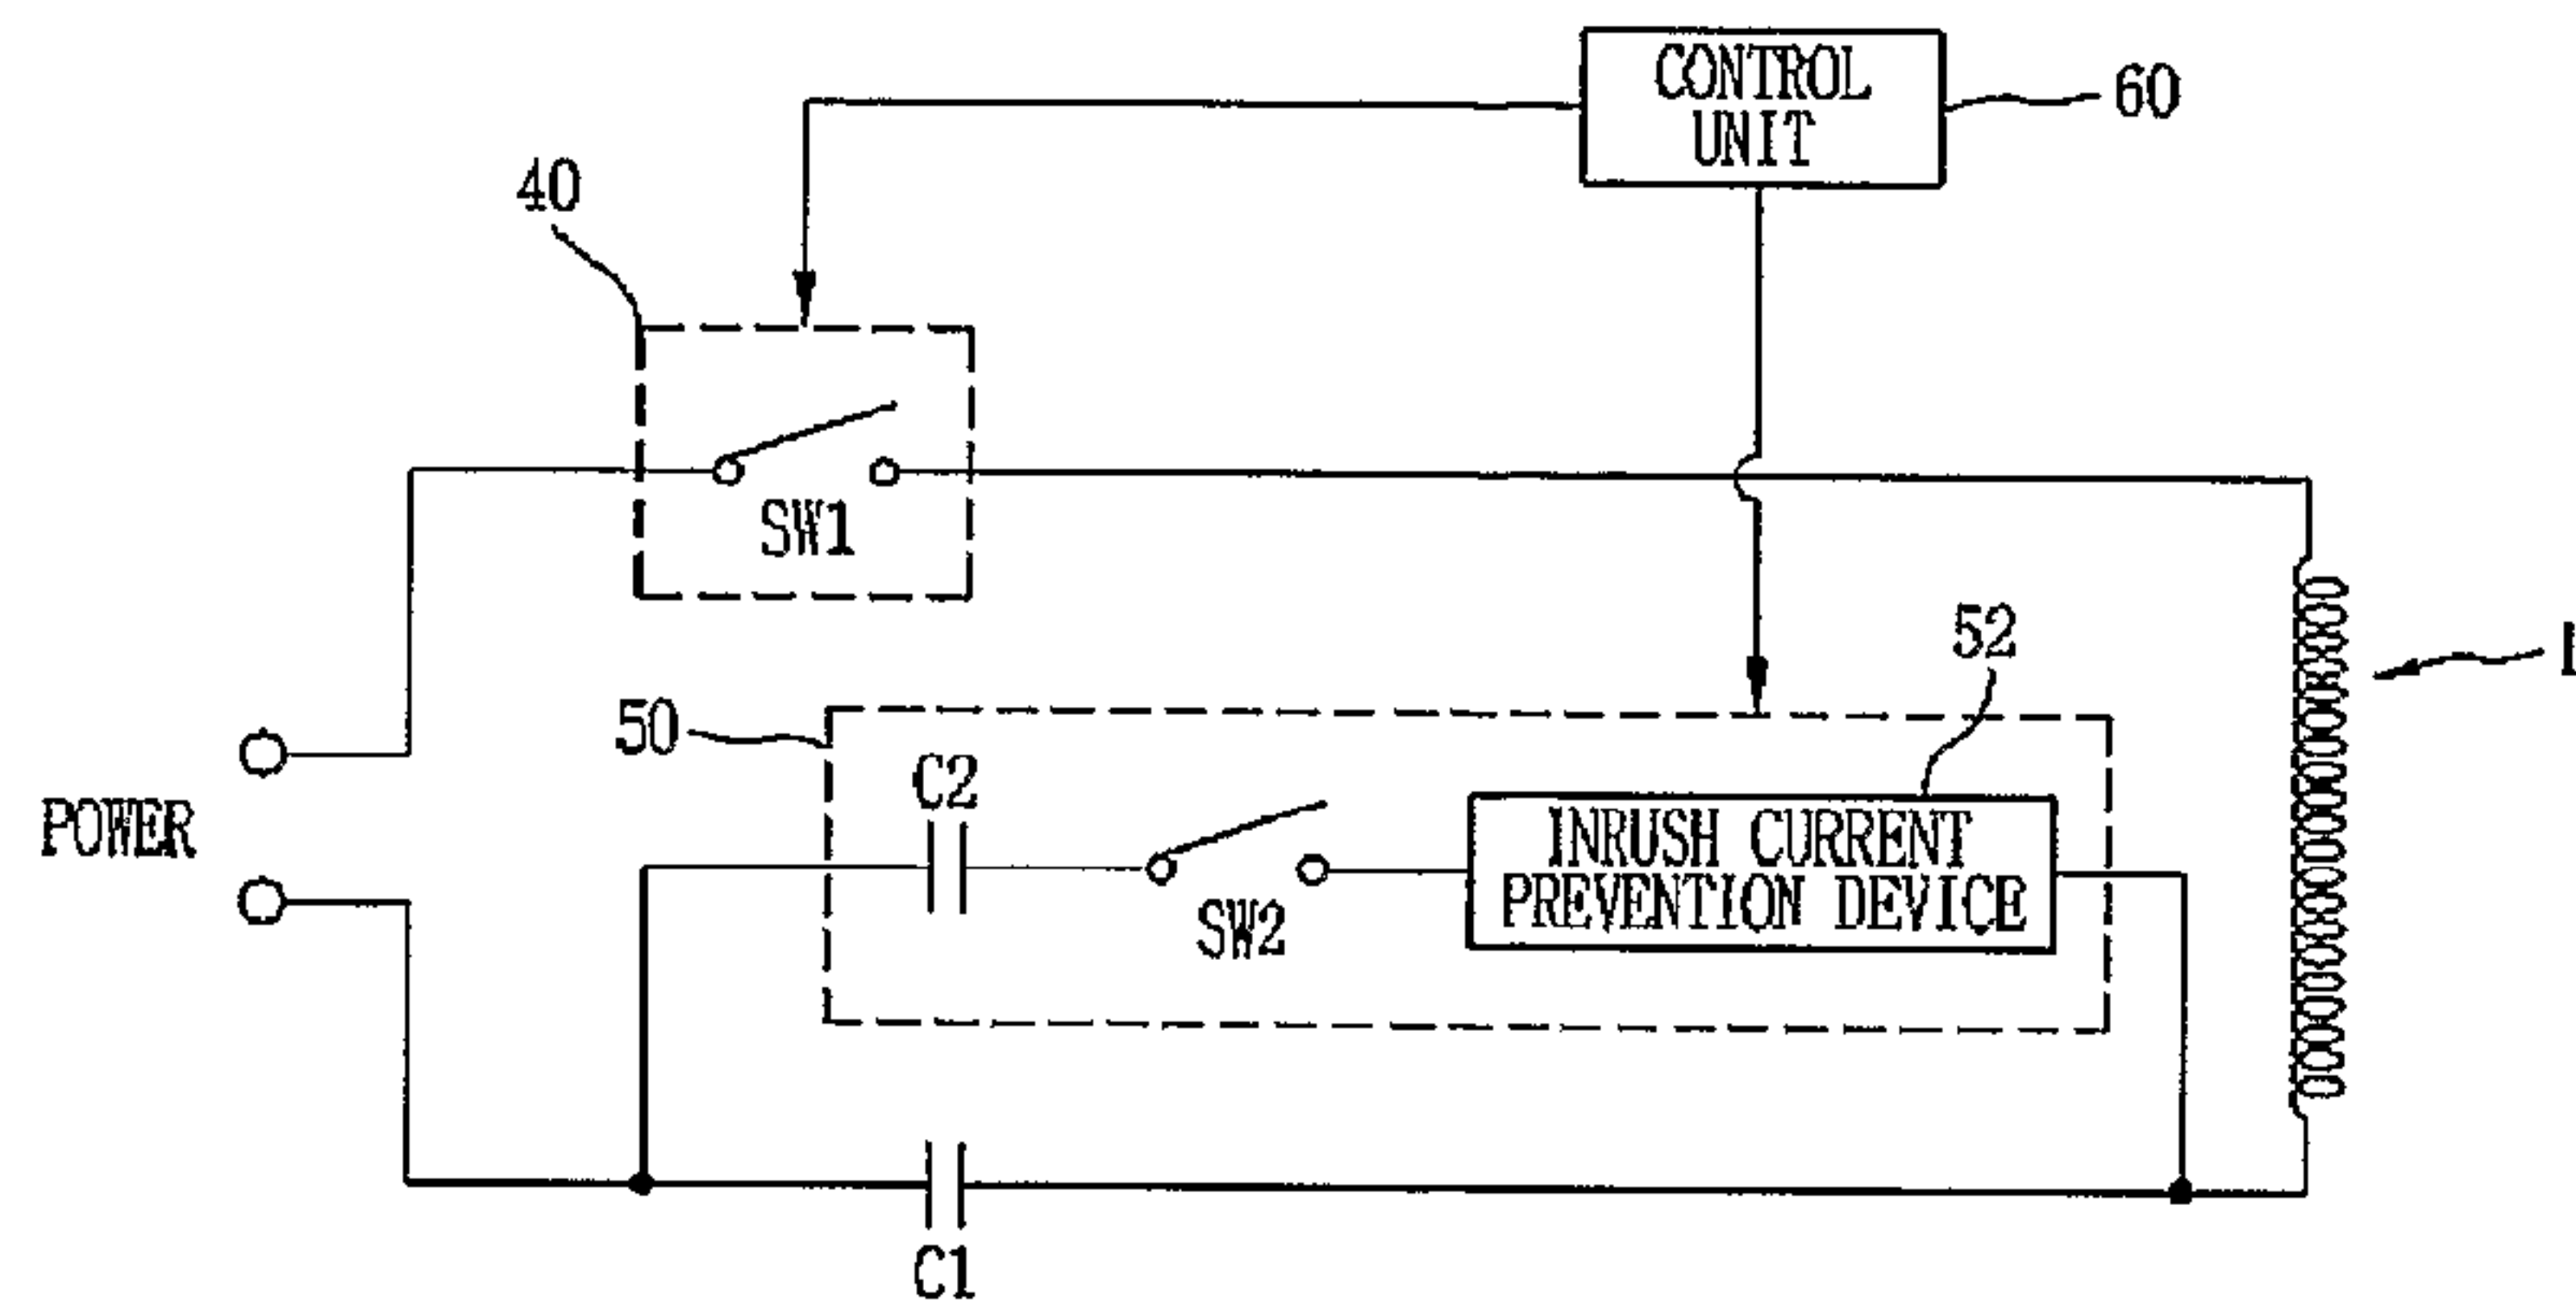 CONTROL
UNIT
60
40
SW1
52
50
C2
POWER
INRUSH CURRENT
PREVENTION DEVICE
SW2
C1